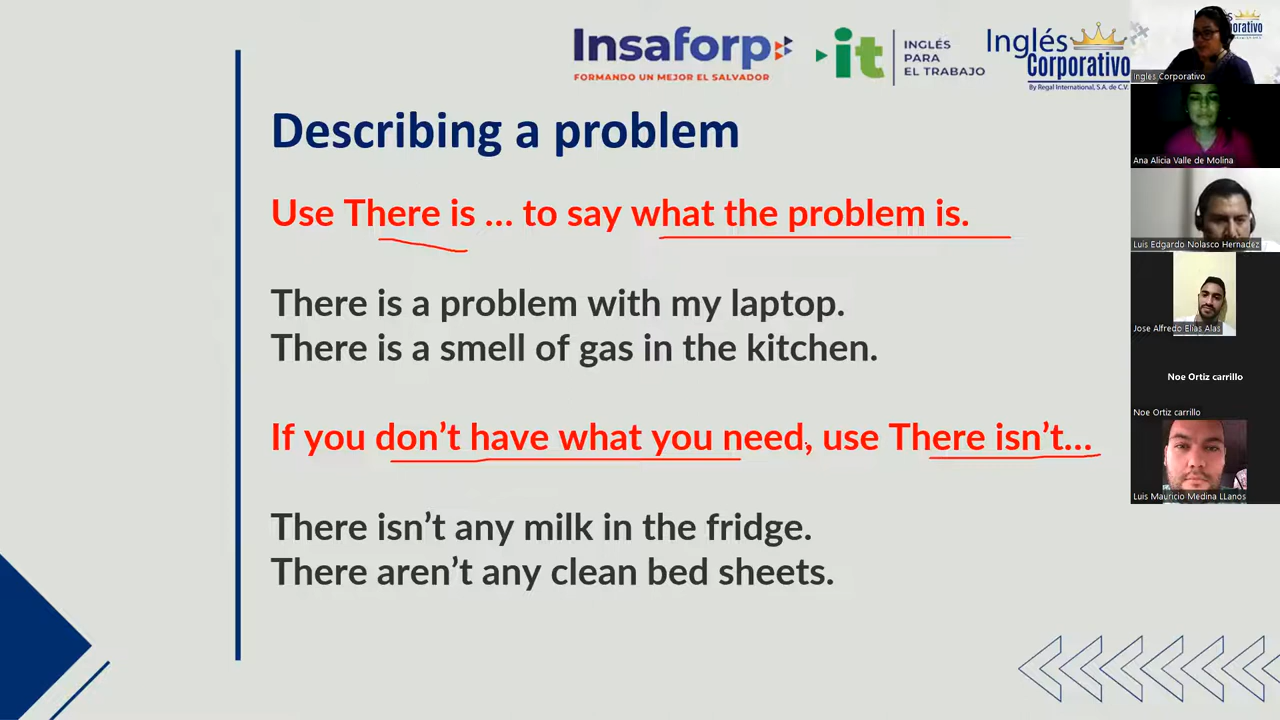 Insaforp
FORMANDO UN MEJOR EL SALVADOR
it
INGLÉS
PARA
EL TRABAJO
Inglés
Corporativo
By Regal International, S.A. de C.V.
Describing a problem
Use There is ... to say what the problem is.
There is a problem with my laptop.
There is a smell of gas in the kitchen.
If you don’t have what you need, use There isn’t...
There isn’t any milk in the fridge.
There aren’t any clean bed sheets.
Inglés Corporativo
Ana Alicia Valle de Molina
Luis Edgardo Nolasco Hernadez
Jose Alfredo Elias Alas
Noe Ortiz carrillo
Noe Ortiz carrillo
Luis Mauricio Medina LLanos